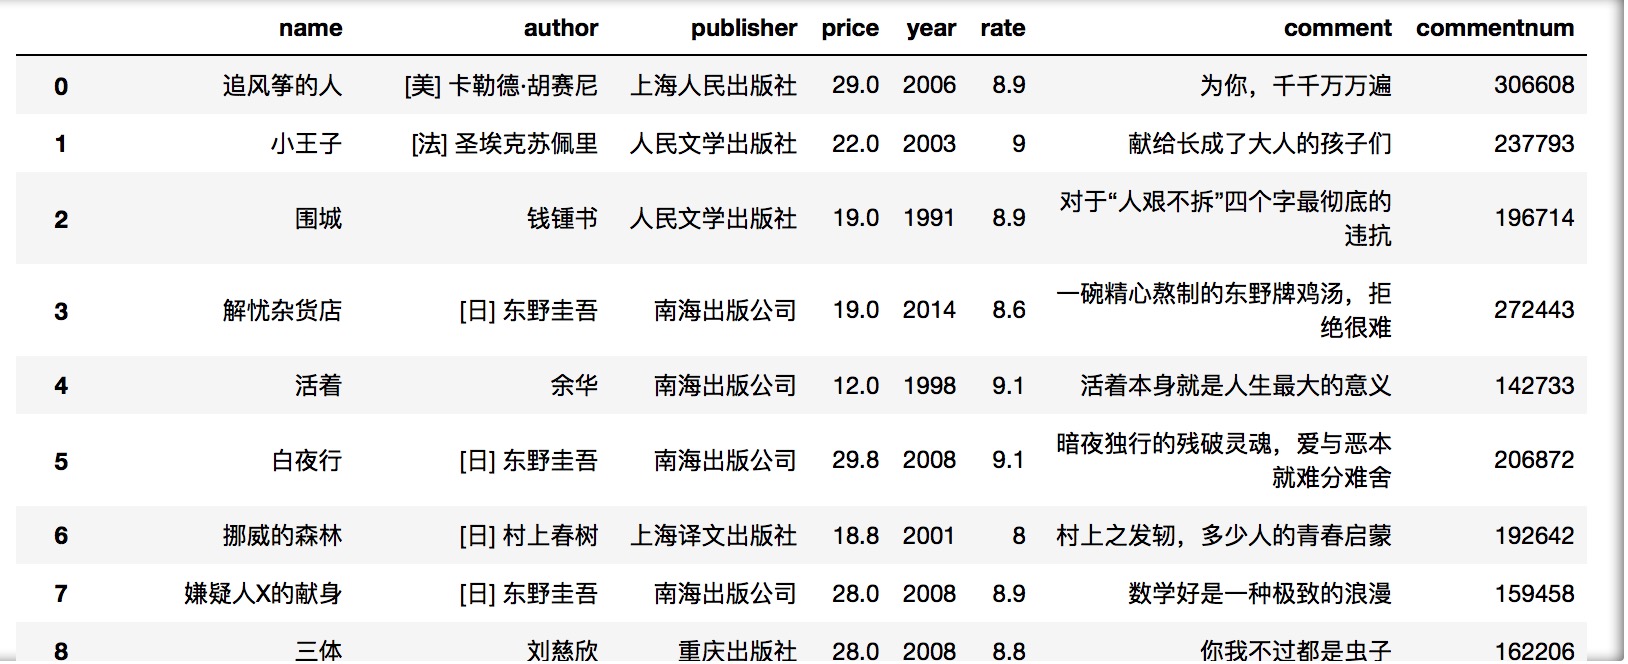 name author publisher price year rate comment commentnum
0 追风筝的人 [美] 卡勒德·胡赛尼 上海人民出版社 29.0 2006 8.9 为你，千千万万遍 306608
1 小王子 [法] 圣埃克苏佩里 人民文学出版社 22.0 2003 9 献给长成了大人的孩子们 237793
2 围城 钱锺书 人民文学出版社 19.0 1991 8.9 对于“人艰不拆”四个字最彻底的
违抗 196714
3 解忧杂货店 [日] 东野圭吾 南海出版公司 19.0 2014 8.6 一碗精心熬制的东野牌鸡汤，拒
绝很难 272443
4 活着 余华 南海出版公司 12.0 1998 9.1 活着本身就是人生最大的意义 142733
5 白夜行 [日] 东野圭吾 南海出版公司 29.8 2008 9.1 暗夜独行的残破灵魂，爱与恶本
就难分难舍 206872
6 挪威的森林 [日] 村上春树 上海译文出版社 18.8 2001 8 村上之发轫，多少人的青春启蒙 192642
7 嫌疑人X的献身 [日] 东野圭吾 南海出版公司 28.0 2008 8.9 数学好是一种极致的浪漫 159458
8 三体 刘慈欣 重庆出版社 28.0 2008 8.8 你我不过都是虫子 162206